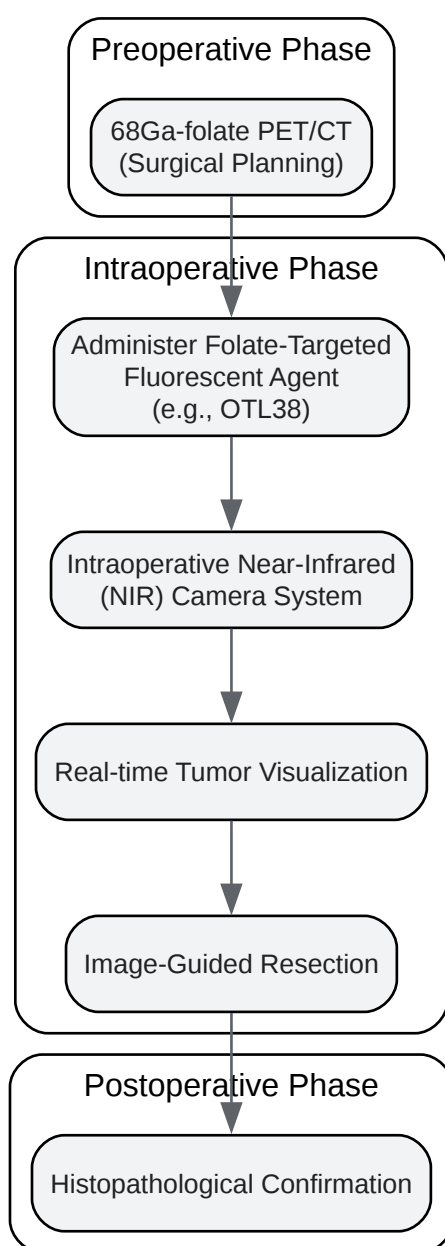 Preoperative Phase
68Ga-folate PET/CT
(Surgical Planning)
Intraoperative Phase
Administer Folate-Targeted
Fluorescent Agent
(e.g., OTL38)
Intraoperative Near-Infrared
(NIR) Camera System
Real-time Tumor Visualization
Image-Guided Resection
Postoperative Phase
Histopathological Confirmation